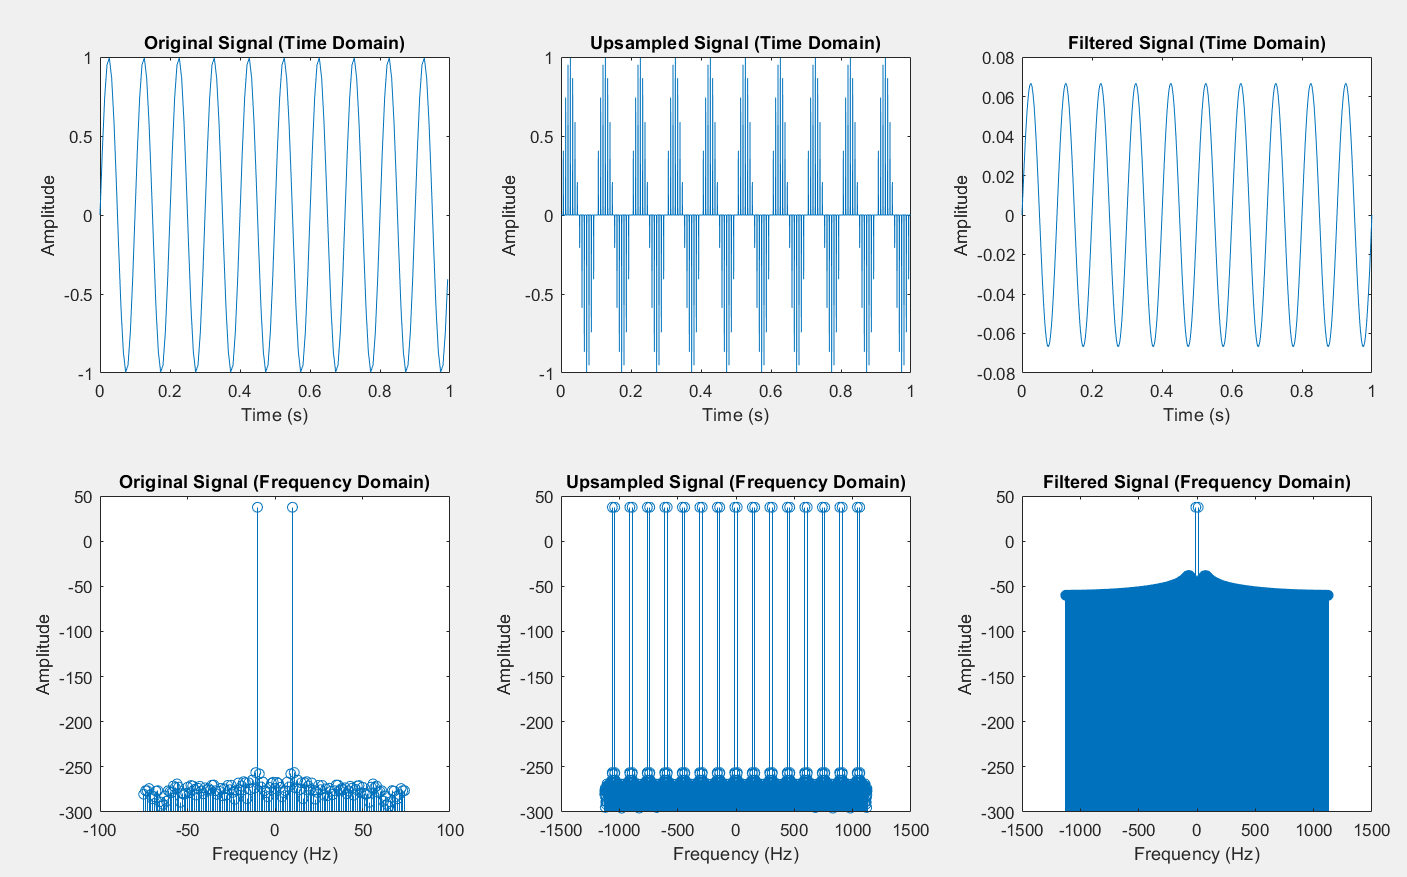 Original Signal (Time Domain)
1
0.5
0
-0.5
-1
Amplitude
0 0.2 0.4 0.6 0.8 1
Time (s)
Upsampled Signal (Time Domain)
1
0.5
0
-0.5
-1
Amplitude
0 0.2 0.4 0.6 0.8 1
Time (s)
Filtered Signal (Time Domain)
0.08
0.06
0.04
0.02
0
-0.02
-0.04
-0.06
-0.08
Amplitude
0 0.2 0.4 0.6 0.8 1
Time (s)
Original Signal (Frequency Domain)
50
0
-50
-100
-150
-200
-250
-300
Amplitude
-100 -50 0 50 100
Frequency (Hz)
Upsampled Signal (Frequency Domain)
50
0
-50
-100
-150
-200
-250
-300
Amplitude
-1500 -1000 -500 0 500 1000 1500
Frequency (Hz)
Filtered Signal (Frequency Domain)
50
0
-50
-100
-150
-200
-250
-300
Amplitude
-1500 -1000 -500 0 500 1000 1500
Frequency (Hz)